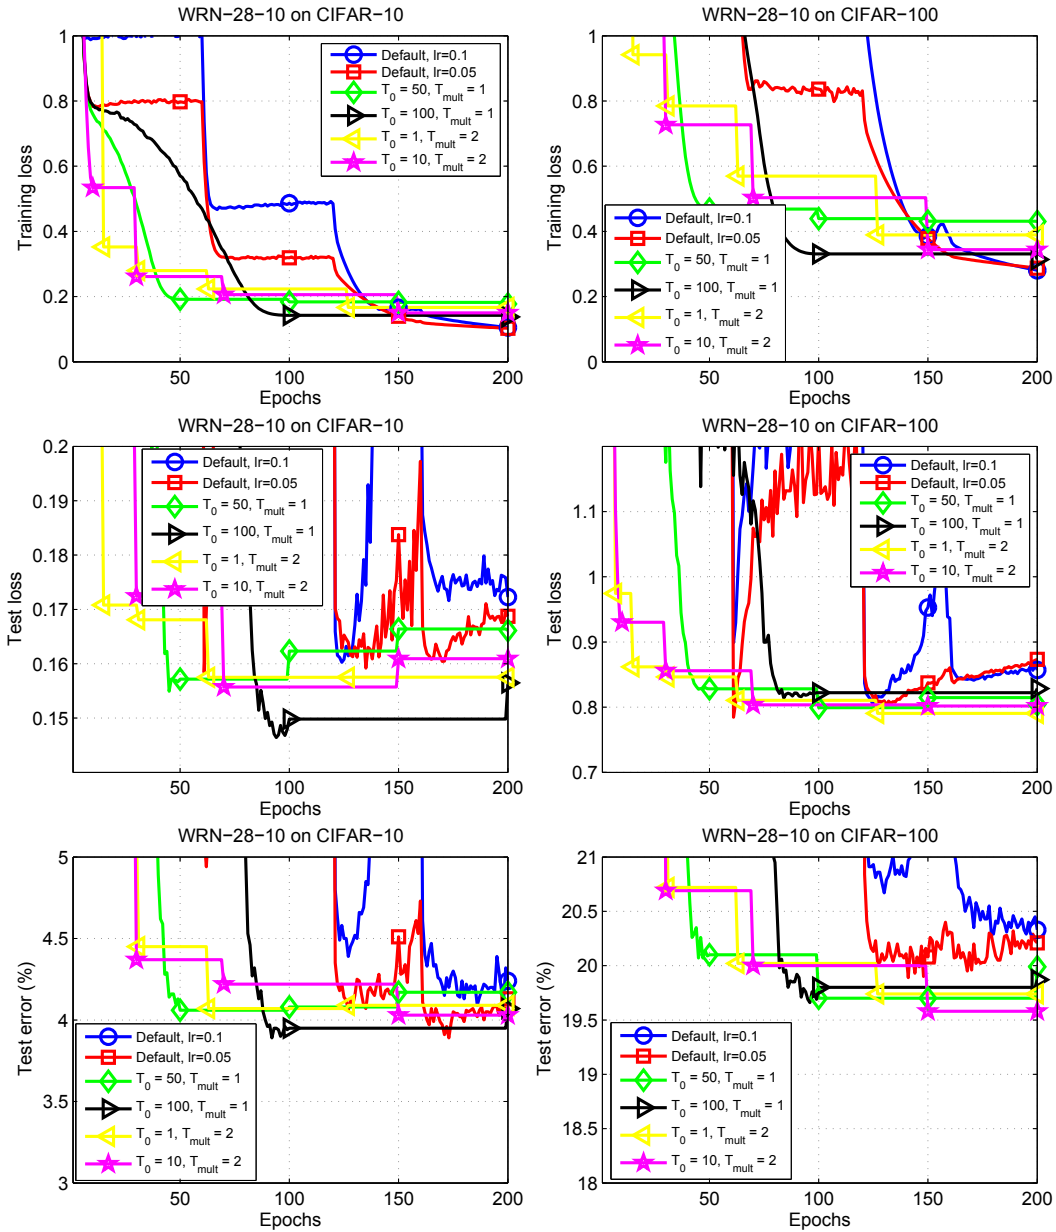 WRN−28−10 on CIFAR−10
Training loss
1
0.8
0.6
0.4
0.2
0
50 100 150 200
Epochs
Default, lr=0.1
Default, lr=0.05
T0 = 50, Tmult = 1
T0 = 100, Tmult = 1
T0 = 1, Tmult = 2
T0 = 10, Tmult = 2
WRN−28−10 on CIFAR−100
Training loss
1
0.8
0.6
0.4
0.2
0
50 100 150 200
Epochs
Default, lr=0.1
Default, lr=0.05
T0 = 50, Tmult = 1
T0 = 100, Tmult = 1
T0 = 1, Tmult = 2
T0 = 10, Tmult = 2
WRN−28−10 on CIFAR−10
Test loss
0.2
0.19
0.18
0.17
0.16
0.15
50 100 150 200
Epochs
Default, lr=0.1
Default, lr=0.05
T0 = 50, Tmult = 1
T0 = 100, Tmult = 1
T0 = 1, Tmult = 2
T0 = 10, Tmult = 2
WRN−28−10 on CIFAR−100
Test loss
1.1
1
0.9
0.8
0.7
50 100 150 200
Epochs
Default, lr=0.1
Default, lr=0.05
T0 = 50, Tmult = 1
T0 = 100, Tmult = 1
T0 = 1, Tmult = 2
T0 = 10, Tmult = 2
WRN−28−10 on CIFAR−10
Test error (%)
5
4.5
4
3.5
3
50 100 150 200
Epochs
Default, lr=0.1
Default, lr=0.05
T0 = 50, Tmult = 1
T0 = 100, Tmult = 1
T0 = 1, Tmult = 2
T0 = 10, Tmult = 2
WRN−28−10 on CIFAR−100
Test error (%)
21
20.5
20
19.5
19
18.5
18
50 100 150 200
Epochs
Default, lr=0.1
Default, lr=0.05
T0 = 50, Tmult = 1
T0 = 100, Tmult = 1
T0 = 1, Tmult = 2
T0 = 10, Tmult = 2